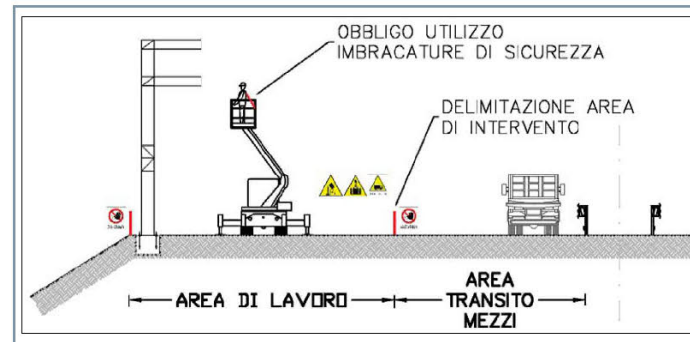 OBBLIGO UTILIZZO
IMBRACATURE DI SICUREZZA
DELIMITAZIONE AREA
DI INTERVENTO
AREA DI LAVORO
AREA
TRANSITO
MEZZI